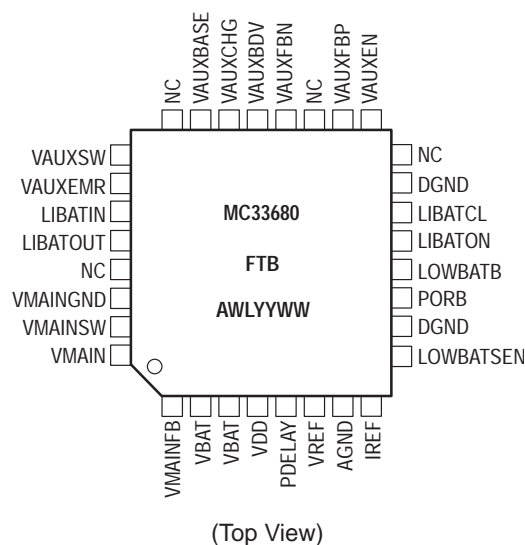 NC
VAUXBASE
VAUXCHG
VAUXBDV
VAUXFBN
NC
VAUXFBP
VAUXEN
VAUXSW
VAUXEMR
LIBATIN
LIBATOUT
NC
VMAINGND
VMAINSW
VMAIN
MC33680
FTB
AWLYYWW
NC
DGND
LIBATCL
LIBATON
LOWBATB
PORB
DGND
LOWBATSEN
VMAINFB
VBAT
VBAT
VDD
PDELAY
VREF
AGND
IREF
(Top View)